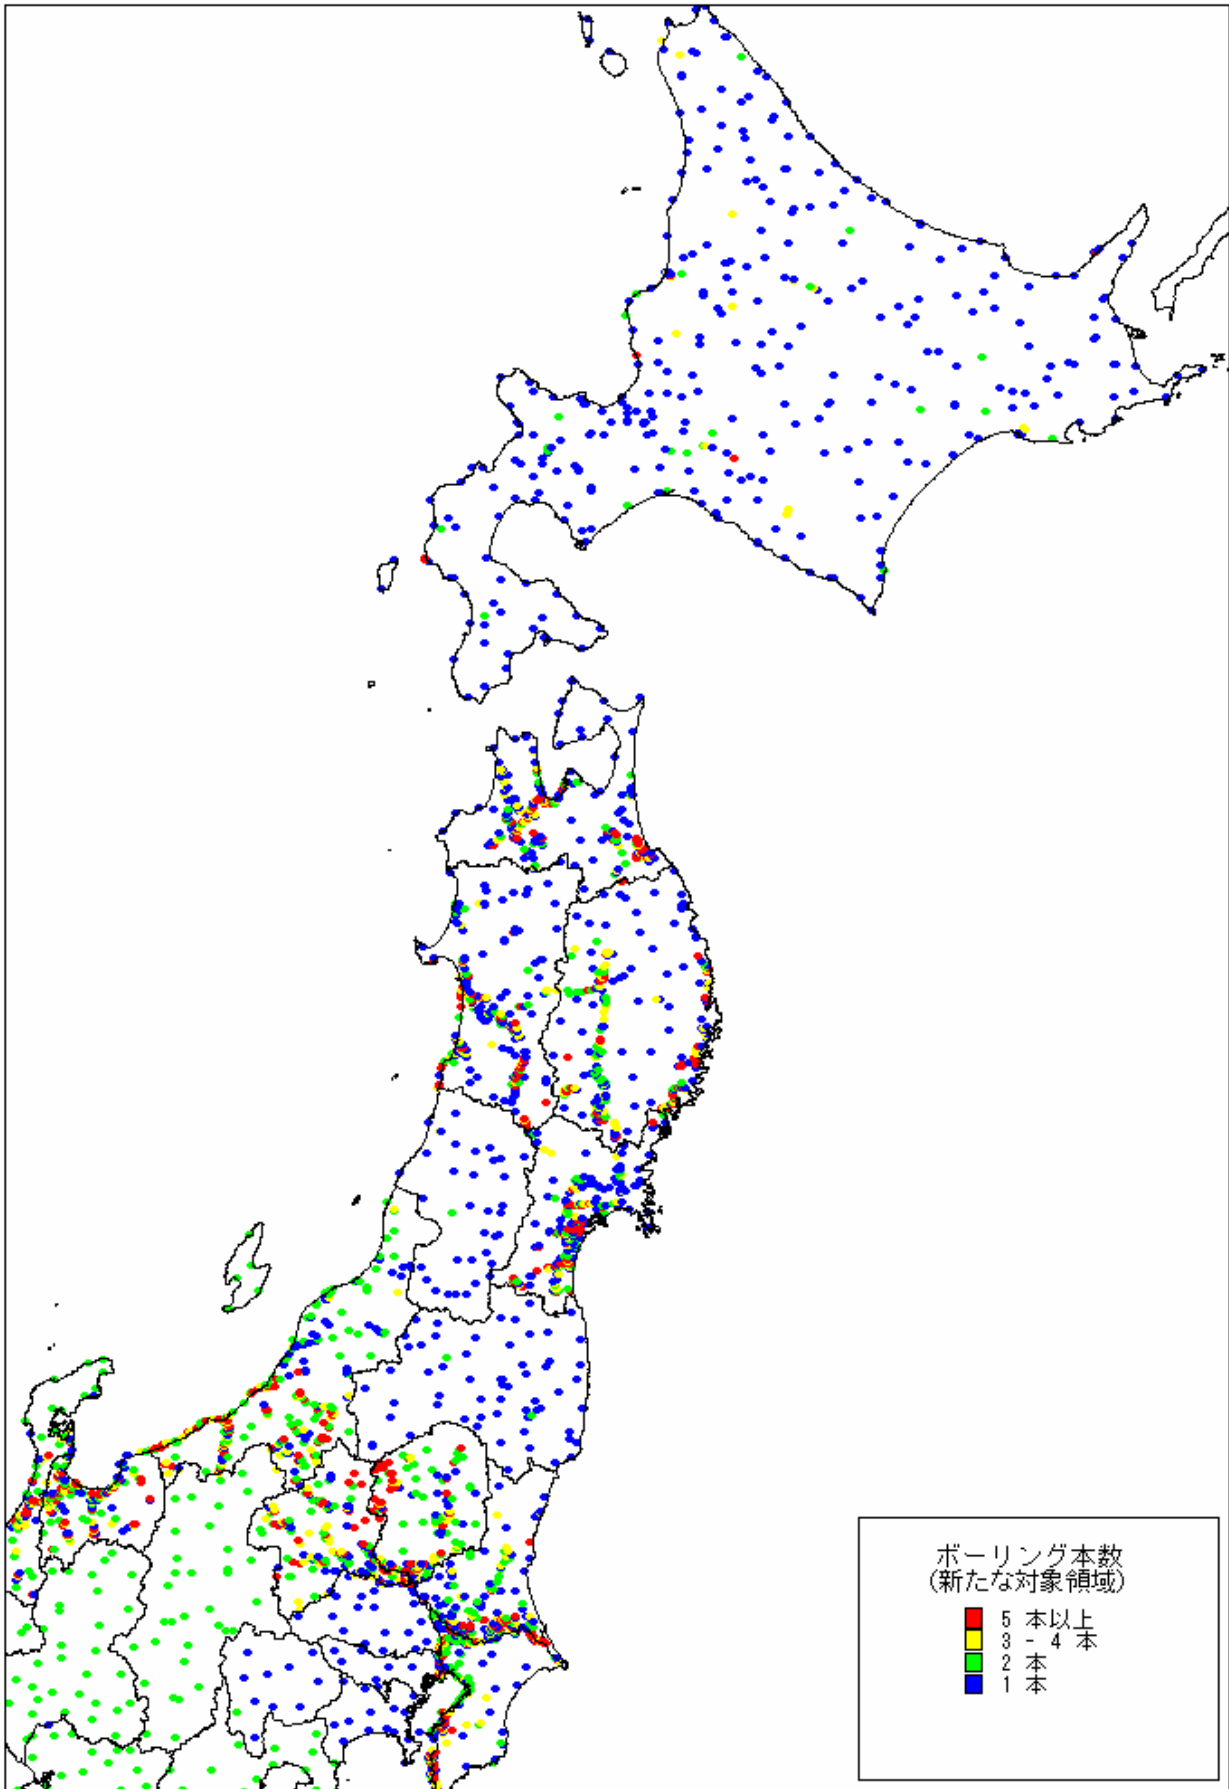 ボーリング本数
(新たな対象領域)
5 本以上
3 - 4 本
2 本
1 本